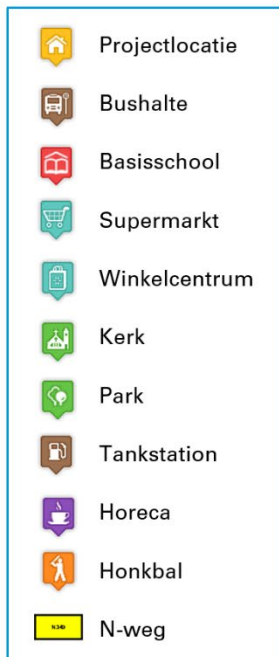 Projectlocatie
Bushalte
Basisschool
Supermarkt
Winkelcentrum
Kerk
Park
Tankstation
Horeca
Honkbal
N-weg